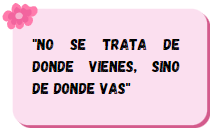 "NO SE TRATA DE
DONDE VIENES, SINO
DE DONDE VAS"